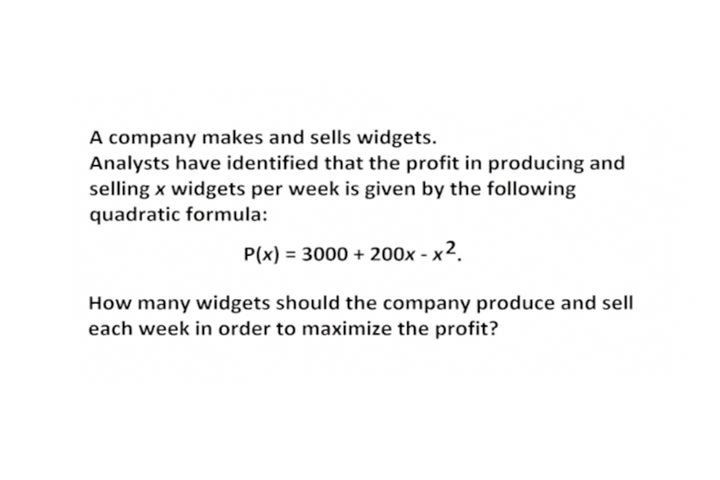 A company makes and sells widgets.
Analysts have identified that the profit in producing and
selling x widgets per week is given by the following
quadratic formula:
P(x) = 3000 + 200x - x².
How many widgets should the company produce and sell
each week in order to maximize the profit?